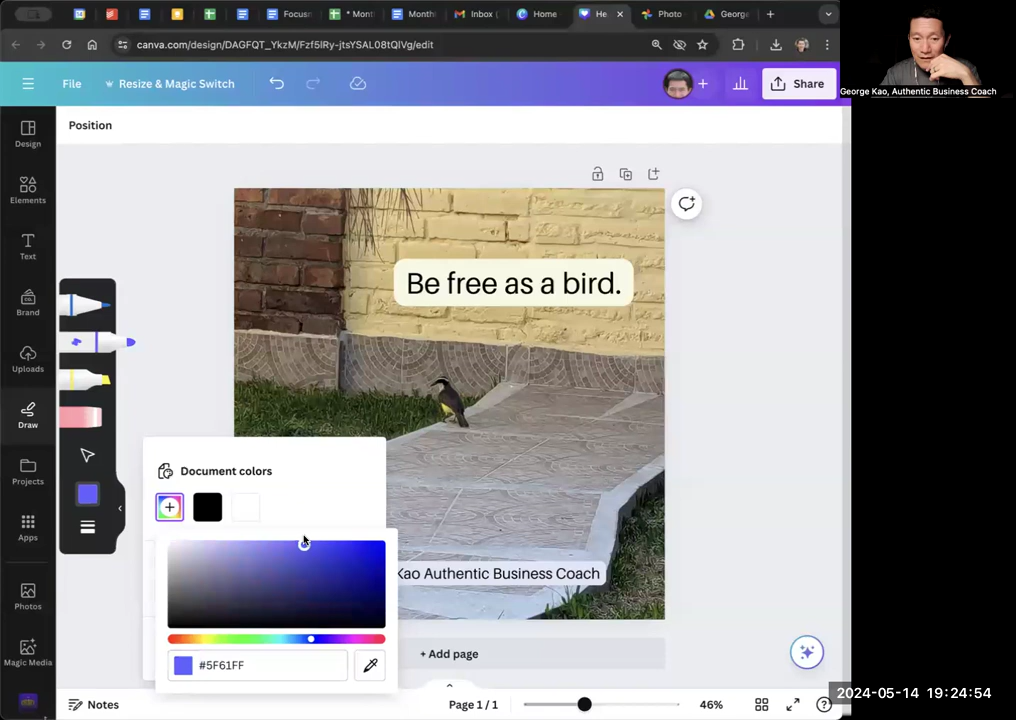 Focus
* Mont
Month
Inbox (
Home
He
Photo
George
canva.com/design/DAGFQT_YkzM/Fzf5lRy-jtsYSAL08tQIVg/edit
File
Resize & Magic Switch
Share
George Kao, Authentic Business Coach
Position
Design
Elements
Text
Brand
Uploads
Draw
Projects
Apps
Photos
Magic Media
Be free as a bird.
Document colors
Kao Authentic Business Coach
#5F61FF
+ Add page
Notes
Page 1 / 1
46%
2024-05-14 19:24:54